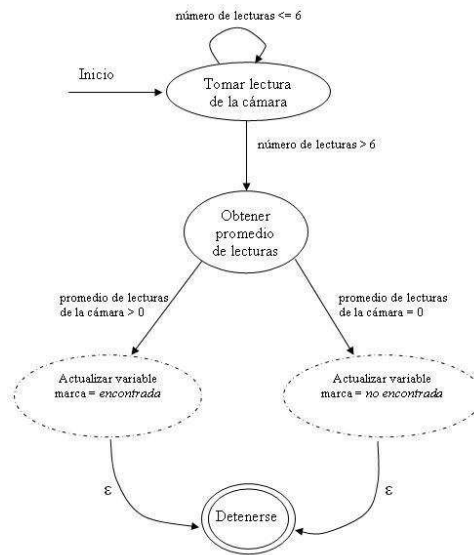 número de lecturas <= 6
Inicio
Tomar lectura
de la cámara
número de lecturas > 6
Obtener
promedio
de lecturas
promedio de lecturas
de la cámara > 0
promedio de lecturas
de la cámara = 0
Actualizar variable
marca = encontrada
Actualizar variable
marca = no encontrada
ε
ε
Detenerse